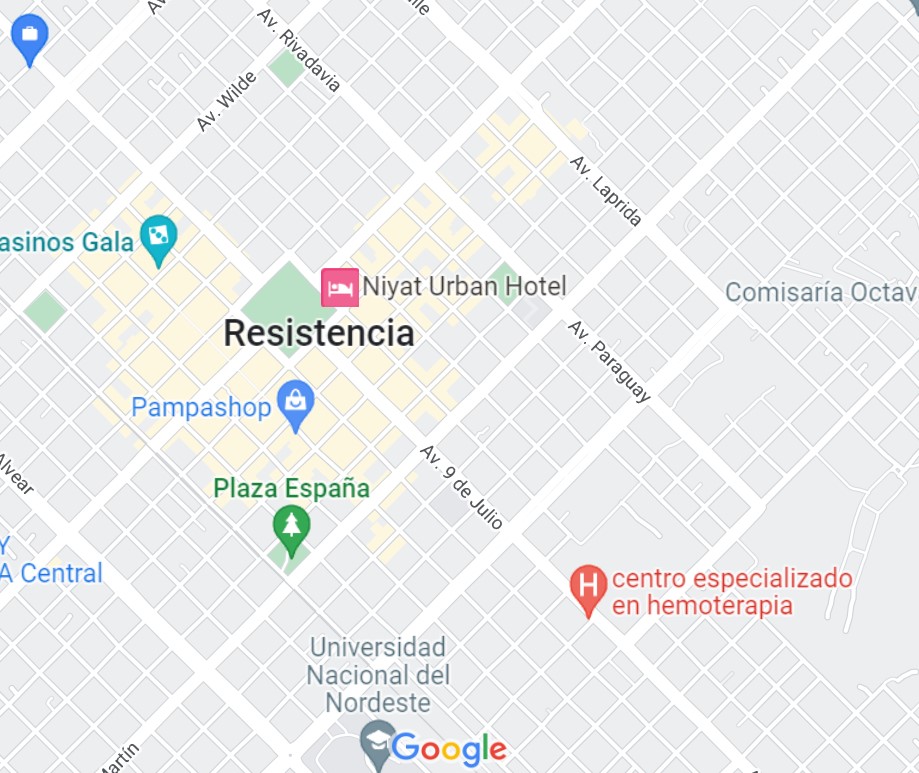 Av. Rivadavia
Av. Wilde
Av. Laprida
asinos Gala
Niyat Urban Hotel
Comisaría Octav
Resistencia
Av. Paraguay
Pampashop
Alvear
Av. 9 de Julio
Plaza España
Y
A Central
centro especializado
en hemoterapia
Universidad
Nacional del
Nordeste
Google
Martín